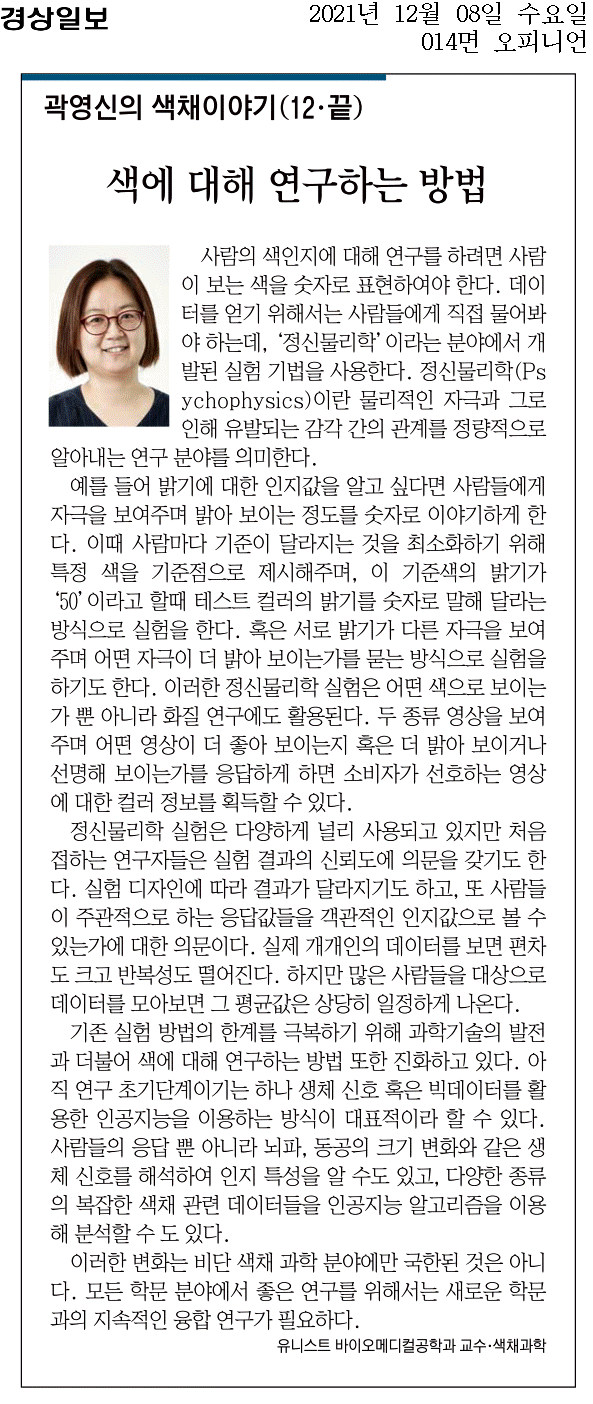 경상일보
2021년 12월 08일 수요일
014면 오피니언
곽영신의 색채이야기(12·끝)
색에 대해 연구하는 방법
사람의 색인지에 대해 연구를 하려면 사람
이 보는 색을 숫자로 표현하여야 한다. 데이
터를 얻기 위해서는 사람들에게 직접 물어봐
야 하는데, ‘정신물리학’이라는 분야에서 개
발된 실험 기법을 사용한다. 정신물리학(Ps
ychophysics)이란 물리적인 자극과 그로
인해 유발되는 감각 간의 관계를 정량적으로
알아내는 연구 분야를 의미한다.
예를 들어 밝기에 대한 인지값을 알고 싶다면 사람들에게
자극을 보여주며 밝아 보이는 정도를 숫자로 이야기하게 한
다. 이때 사람마다 기준이 달라지는 것을 최소화하기 위해
특정 색을 기준점으로 제시해주며, 이 기준색의 밝기가
‘50’이라고 할때 테스트 컬러의 밝기를 숫자로 말해 달라는
방식으로 실험을 한다. 혹은 서로 밝기가 다른 자극을 보여
주며 어떤 자극이 더 밝아 보이는가를 묻는 방식으로 실험을
하기도 한다. 이러한 정신물리학 실험은 어떤 색으로 보이는
가 뿐 아니라 화질 연구에도 활용된다. 두 종류 영상을 보여
주며 어떤 영상이 더 좋아 보이는지 혹은 더 밝아 보이거나
선명해 보이는가를 응답하게 하면 소비자가 선호하는 영상
에 대한 컬러 정보를 획득할 수 있다.
정신물리학 실험은 다양하게 널리 사용되고 있지만 처음
접하는 연구자들은 실험 결과의 신뢰도에 의문을 갖기도 한
다. 실험 디자인에 따라 결과가 달라지기도 하고, 또 사람들
이 주관적으로 하는 응답값들을 객관적인 인지값으로 볼 수
있는가에 대한 의문이다. 실제 개개인의 데이터를 보면 편차
도 크고 반복성도 떨어진다. 하지만 많은 사람들을 대상으로
데이터를 모아보면 그 평균값은 상당히 일정하게 나온다.
기존 실험 방법의 한계를 극복하기 위해 과학기술의 발전
과 더불어 색에 대해 연구하는 방법 또한 진화하고 있다. 아
직 연구 초기단계이기는 하나 생체 신호 혹은 빅데이터를 활
용한 인공지능을 이용하는 방식이 대표적이라 할 수 있다.
사람들의 응답 뿐 아니라 뇌파, 동공의 크기 변화와 같은 생
체 신호를 해석하여 인지 특성을 알 수도 있고, 다양한 종류
의 복잡한 색채 관련 데이터들을 인공지능 알고리즘을 이용
해 분석할 수 도 있다.
이러한 변화는 비단 색채 과학 분야에만 국한된 것은 아니
다. 모든 학문 분야에서 좋은 연구를 위해서는 새로운 학문
과의 지속적인 융합 연구가 필요하다.
유니스트 바이오메디컬공학과 교수·색채과학